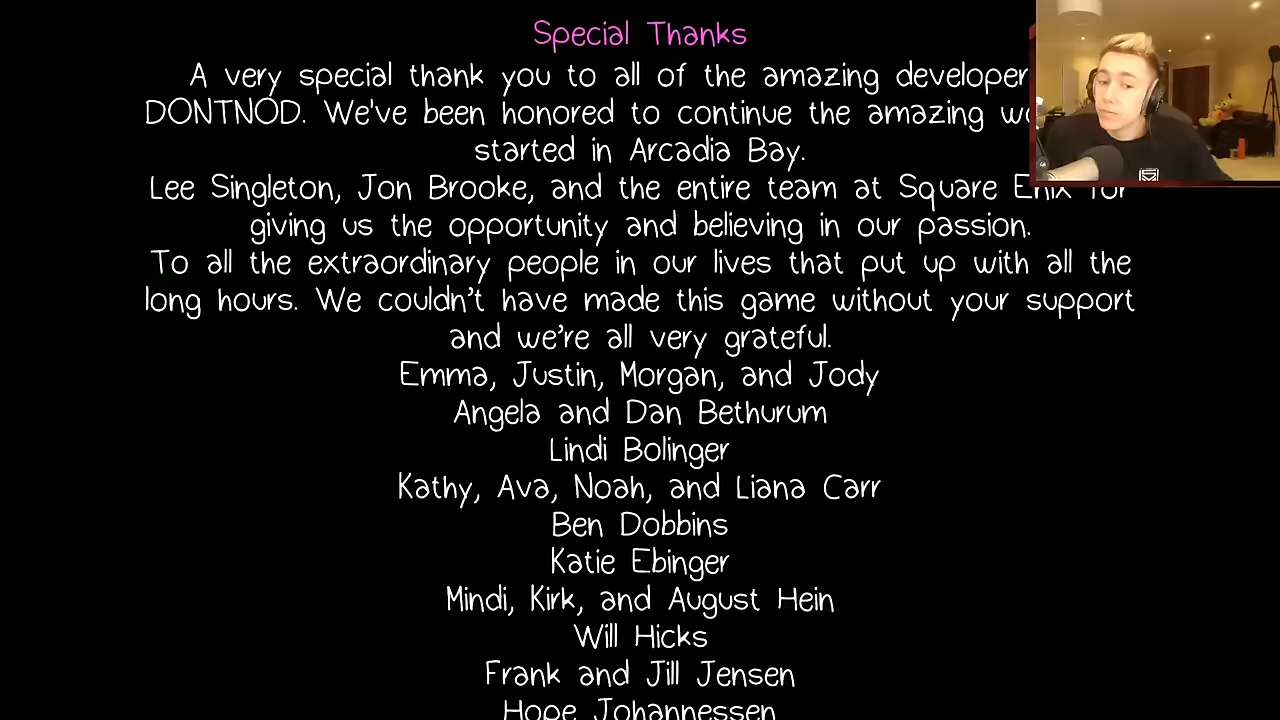 Special Thanks
A very special thank you to all of the amazing developer
DONTNOD. We've been honored to continue the amazing
started in Arcadia Bay.
Lee Singleton, Jon Brooke, and the entire team at Square Enix for
giving us the opportunity and believing in our passion.
To all the extraordinary people in our lives that put up with all the
long hours. We couldn't have made this game without your support
and we're all very grateful.
Emma, Justin, Morgan, and Jody
Angela and Dan Bethurum
Lindi Bolinger
Kathy, Ava, Noah, and Liana Carr
Ben Dobbins
Katie Ebinger
Mindi, Kirk, and August Hein
Will Hicks
Frank and Jill Jensen
Hope Johannessen